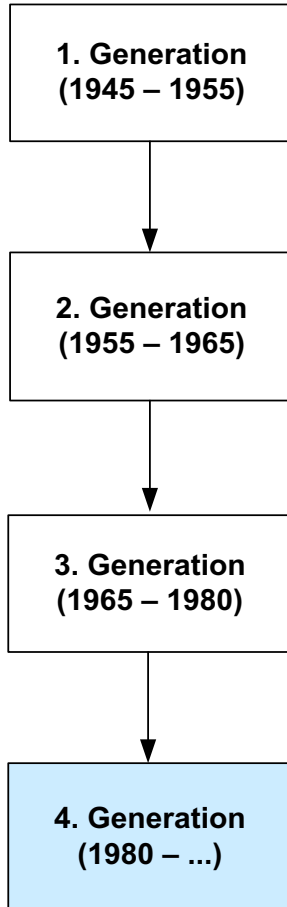 1. Generation
(1945 – 1955)
2. Generation
(1955 – 1965)
3. Generation
(1965 – 1980)
4. Generation
(1980 – ...)